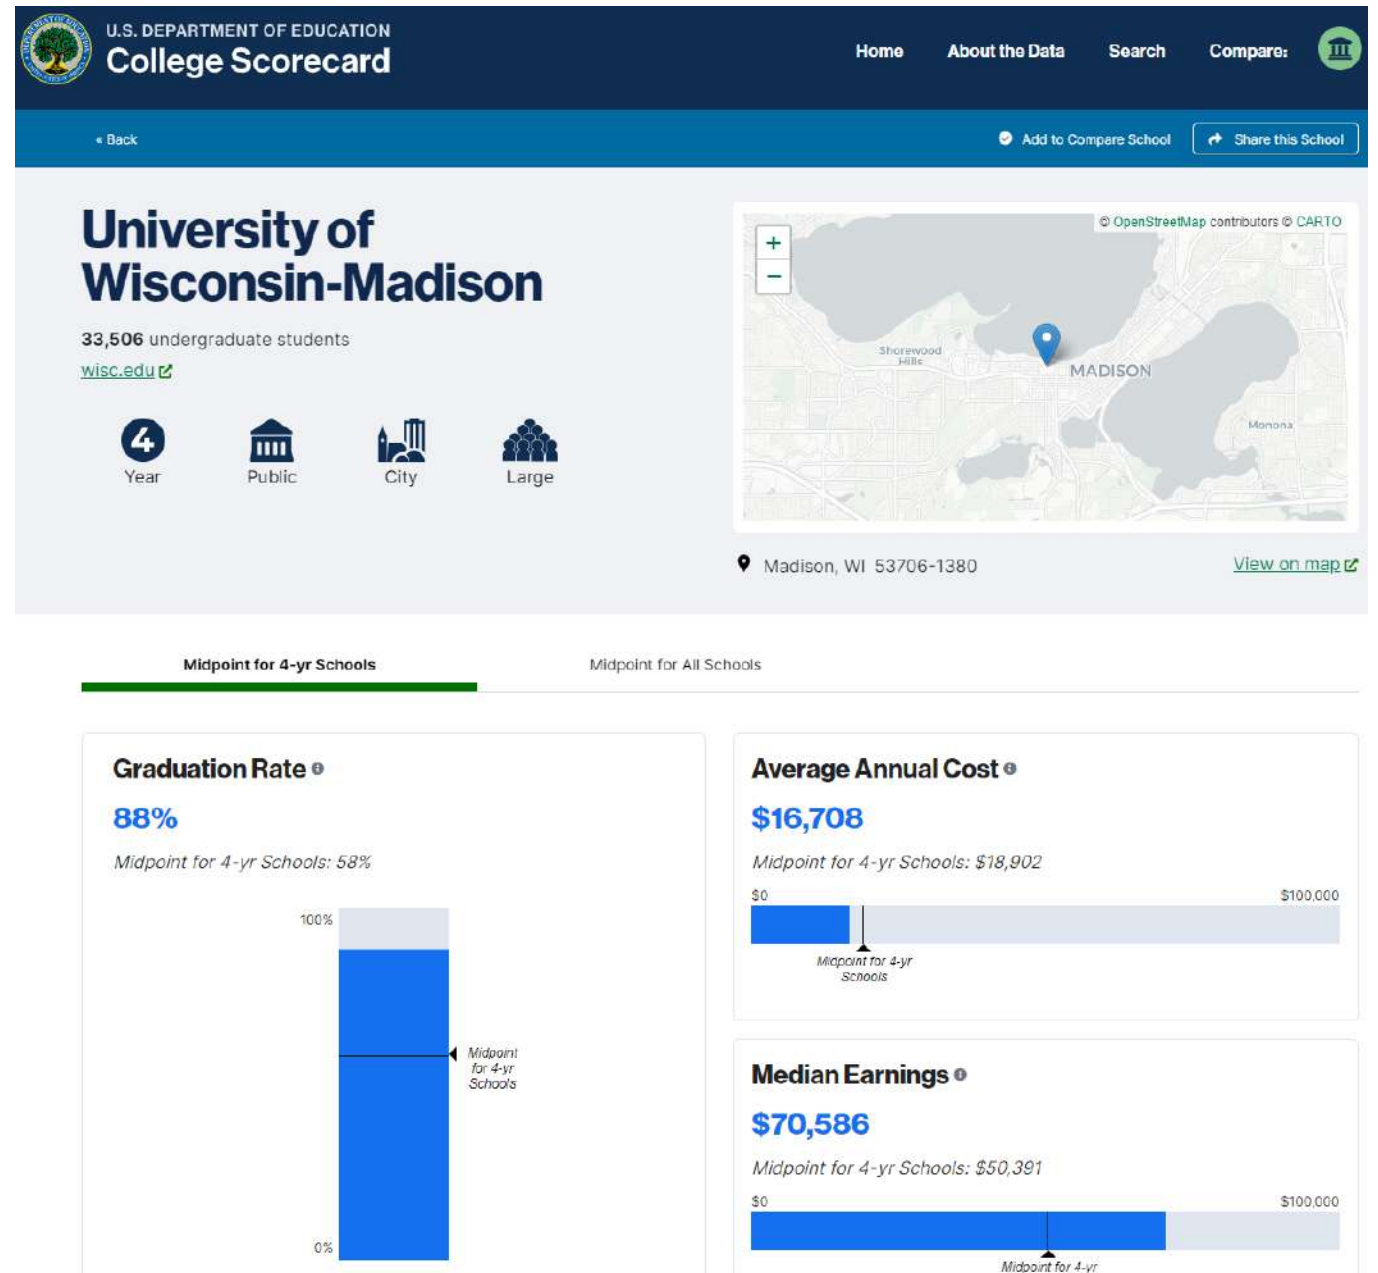 U.S. DEPARTMENT OF EDUCATION
College Scorecard
Home About the Data Search Compare:
« Back
Add to Compare School
Share this School
University of
Wisconsin-Madison
33,506 undergraduate students
wisc.edu
4
Year
Public
City
Large
+
−
© OpenStreetMap contributors © CARTO
Shorewood
Hills
MADISON
Monona
Madison, WI 53706-1380
View on map
Midpoint for 4-yr Schools
Midpoint for All Schools
Graduation Rate
88%
Midpoint for 4-yr Schools: 58%
100%
Midpoint
for 4-yr
Schools
0%
Average Annual Cost
$16,708
Midpoint for 4-yr Schools: $18,902
$0 $100,000
Midpoint for 4-yr
Schools
Median Earnings
$70,586
Midpoint for 4-yr Schools: $50,391
$0 $100,000
Midpoint for 4-yr